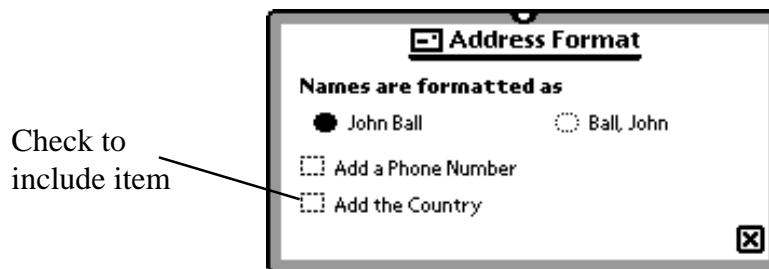 Address Format
Names are formatted as
John Ball Ball, John
Add a Phone Number
Add the Country
Check to
include item